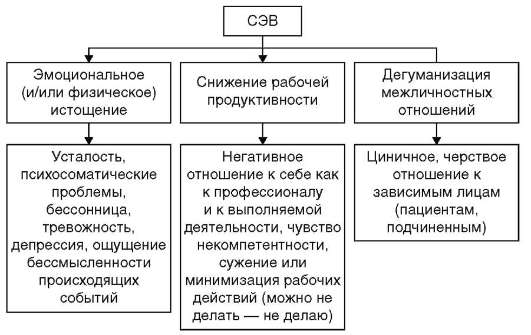 СЭВ
Эмоциональное
(и/или физическое)
истощение
Снижение рабочей
продуктивности
Дегуманизация
межличностных
отношений
Усталость,
психосоматические
проблемы,
бессонница,
тревожность,
депрессия, ощущение
бессмысленности
происходящих
событий
Негативное
отношение к себе как
к профессионалу
и к выполняемой
деятельности, чувство
некомпетентности,
сужение или
минимизация рабочих
действий (можно не
делать — не делаю)
Циничное, черствое
отношение к
зависимым лицам
(пациентам,
подчиненным)